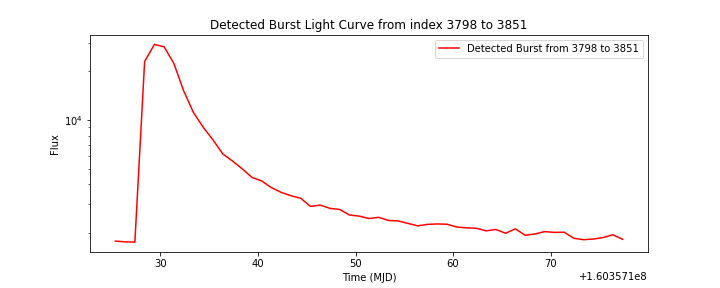 Detected Burst Light Curve from index 3798 to 3851
Detected Burst from 3798 to 3851
10^4
Flux
30 40 50 60 70
Time (MJD)
+1.603571e8